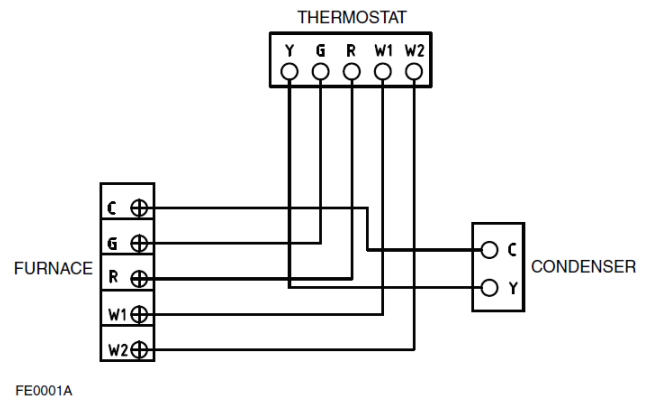 THERMOSTAT
Y G R W1 W2
C
G
FURNACE
R
W1
W2
C
CONDENSER
Y
FE0001A